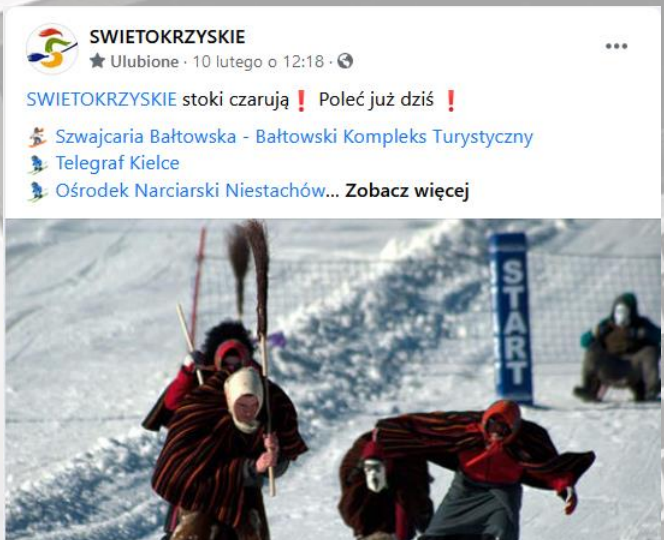 SWIETOKRZYSKIE
Ulubione · 10 lutego o 12:18 ·
SWIETOKRZYSKIE stoki czarują❗ Poleć już dziś ❗
Szwajcaria Bałtowska - Bałtowski Kompleks Turystyczny
Telegraf Kielce
Ośrodek Narciarski Niestachów... Zobacz więcej
START